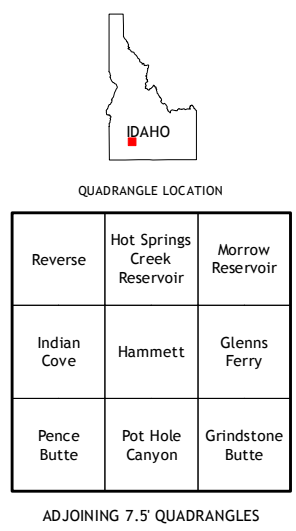 IDAHO
QUADRANGLE LOCATION
Reverse
Hot Springs
Creek
Reservoir
Morrow
Reservoir
Indian
Cove
Hammett
Glenns
Ferry
Pence
Butte
Pot Hole
Canyon
Grindstone
Butte
ADJOINING 7.5' QUADRANGLES